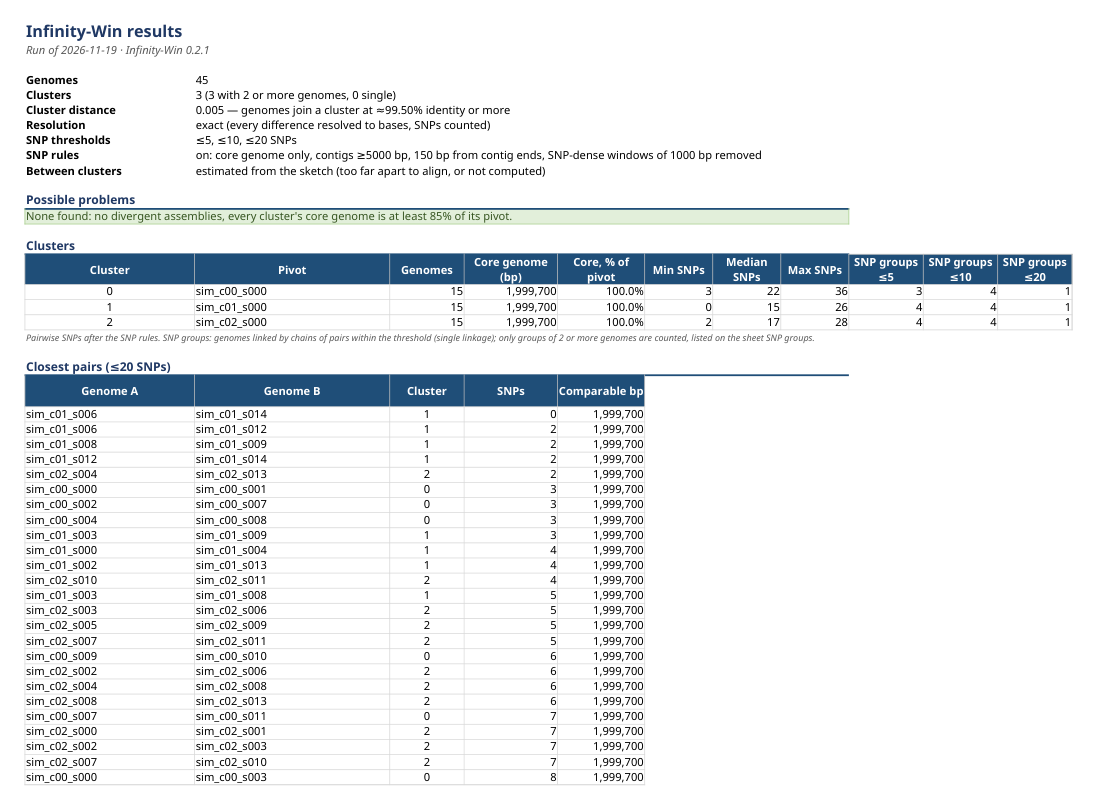 Infinity-Win results
Run of 2026-11-19 · Infinity-Win 0.2.1
Genomes 45
Clusters 3 (3 with 2 or more genomes, 0 single)
Cluster distance 0.005 — genomes join a cluster at ≈99.50% identity or more
Resolution exact (every difference resolved to bases, SNPs counted)
SNP thresholds ≤5, ≤10, ≤20 SNPs
SNP rules on: core genome only, contigs ≥5000 bp, 150 bp from contig ends, SNP-dense windows of 1000 bp removed
Between clusters estimated from the sketch (too far apart to align, or not computed)
Possible problems
None found: no divergent assemblies, every cluster's core genome is at least 85% of its pivot.
Clusters
Cluster Pivot Genomes Core genome (bp) Core, % of pivot Min SNPs Median SNPs Max SNPs SNP groups ≤5 SNP groups ≤10 SNP groups ≤20
0 sim_c00_s000 15 1,999,700 100.0% 3 22 36 3 4 1
1 sim_c01_s000 15 1,999,700 100.0% 0 15 26 4 4 1
2 sim_c02_s000 15 1,999,700 100.0% 2 17 28 4 4 1
Pairwise SNPs after the SNP rules. SNP groups: genomes linked by chains of pairs within the threshold (single linkage); only groups of 2 or more genomes are counted, listed on the sheet SNP groups.
Closest pairs (≤20 SNPs)
Genome A Genome B Cluster SNPs Comparable bp
sim_c01_s006 sim_c01_s014 1 0 1,999,700
sim_c01_s006 sim_c01_s012 1 2 1,999,700
sim_c01_s008 sim_c01_s009 1 2 1,999,700
sim_c01_s012 sim_c01_s014 1 2 1,999,700
sim_c02_s004 sim_c02_s013 2 2 1,999,700
sim_c00_s000 sim_c00_s001 0 3 1,999,700
sim_c00_s002 sim_c00_s007 0 3 1,999,700
sim_c00_s004 sim_c00_s008 0 3 1,999,700
sim_c01_s003 sim_c01_s009 1 3 1,999,700
sim_c01_s000 sim_c01_s004 1 4 1,999,700
sim_c01_s002 sim_c01_s013 1 4 1,999,700
sim_c02_s010 sim_c02_s011 2 4 1,999,700
sim_c01_s003 sim_c01_s008 1 5 1,999,700
sim_c02_s003 sim_c02_s006 2 5 1,999,700
sim_c02_s005 sim_c02_s009 2 5 1,999,700
sim_c02_s007 sim_c02_s011 2 5 1,999,700
sim_c00_s009 sim_c00_s010 0 6 1,999,700
sim_c02_s002 sim_c02_s006 2 6 1,999,700
sim_c02_s004 sim_c02_s008 2 6 1,999,700
sim_c02_s008 sim_c02_s013 2 6 1,999,700
sim_c00_s007 sim_c00_s011 0 7 1,999,700
sim_c02_s000 sim_c02_s001 2 7 1,999,700
sim_c02_s002 sim_c02_s003 2 7 1,999,700
sim_c02_s007 sim_c02_s010 2 7 1,999,700
sim_c00_s000 sim_c00_s003 0 8 1,999,700